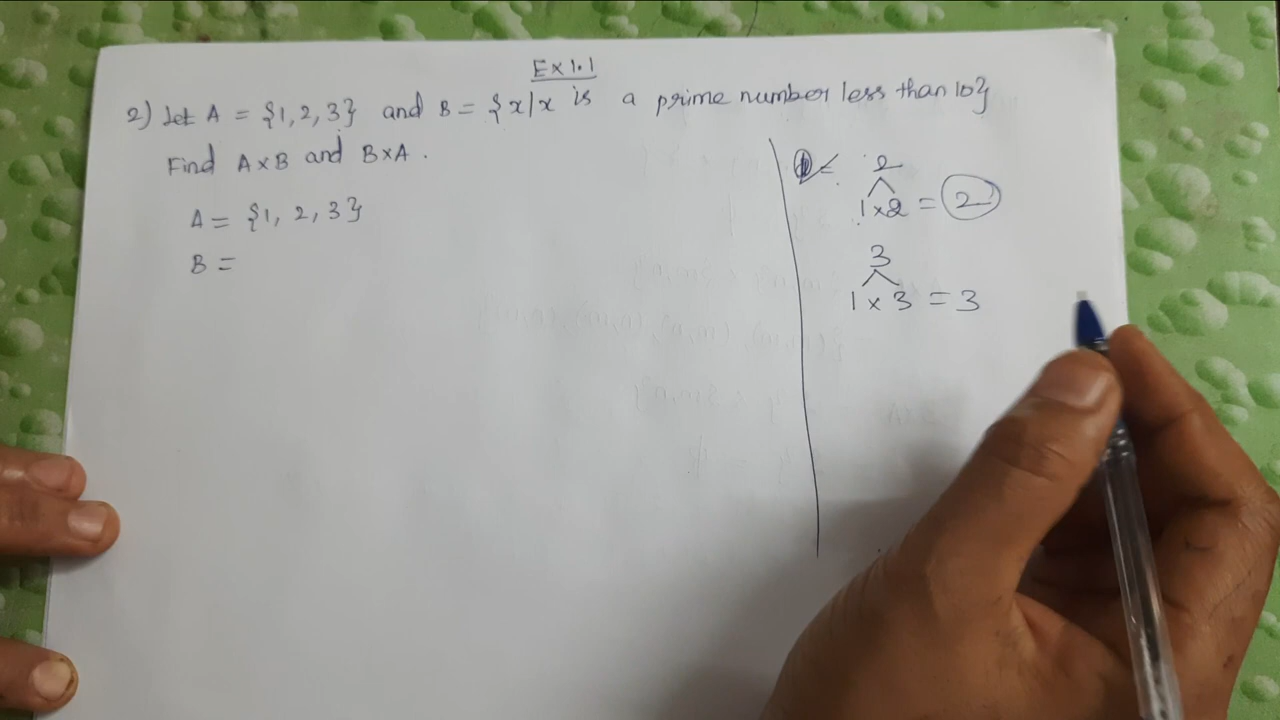 Ex 1.1
2) Let A = {1, 2, 3} and B = {x/x is a prime number less than 10}
Find A×B and B×A.
A = {1, 2, 3}
B =
2
1×2 = 2
3
1 × 3 = 3